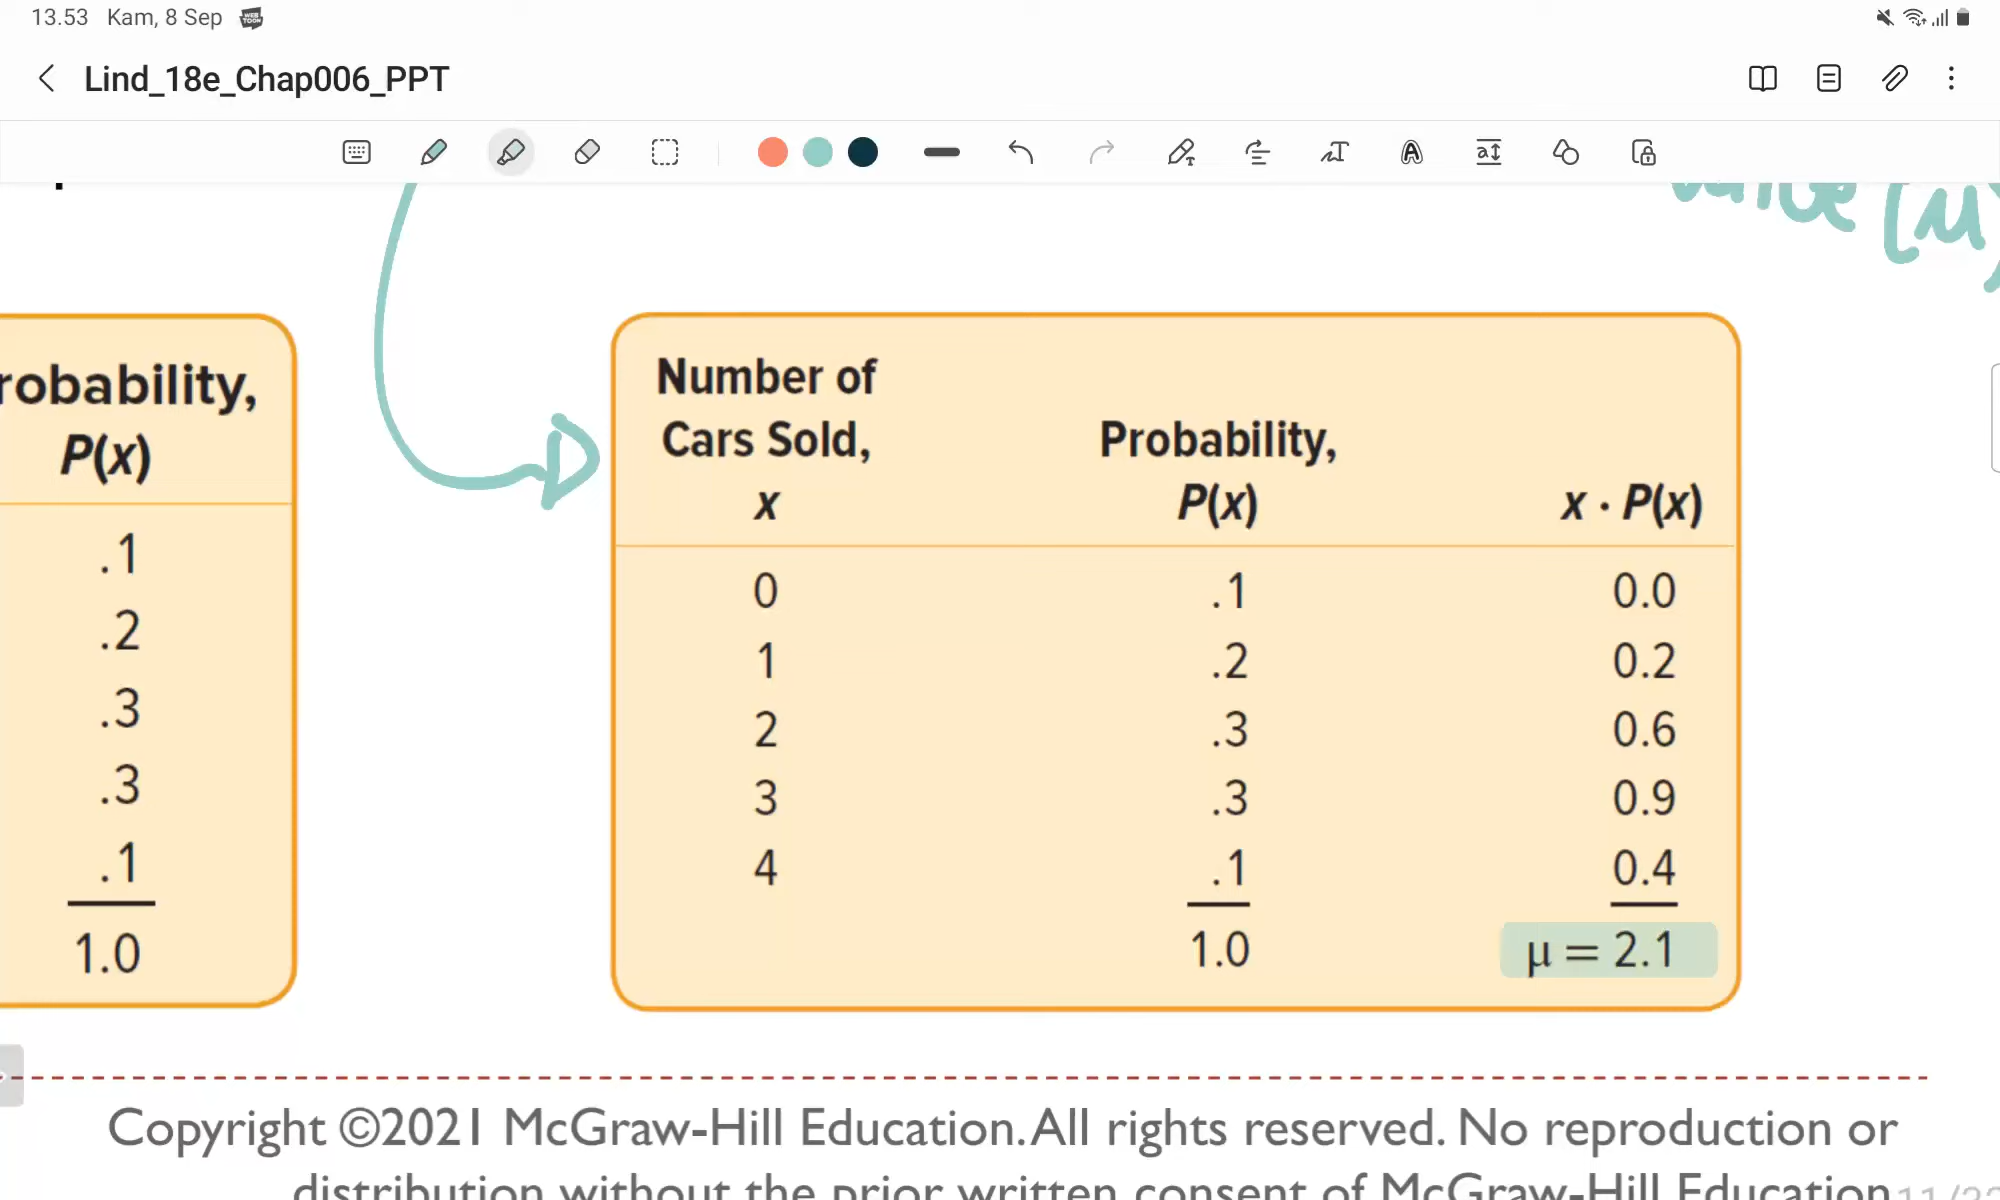 13.53 Kam, 8 Sep WEB TOON
Lind_18e_Chap006_PPT
(μ)
robability,
P(x)
.1
.2
.3
.3
.1
1.0
Number of
Cars Sold, Probability,
x P(x) x · P(x)
0 .1 0.0
1 .2 0.2
2 .3 0.6
3 .3 0.9
4 .1 0.4
1.0 μ = 2.1
Copyright ©2021 McGraw-Hill Education. All rights reserved. No reproduction or
distribution without the prior written consent of McGraw-Hill Education